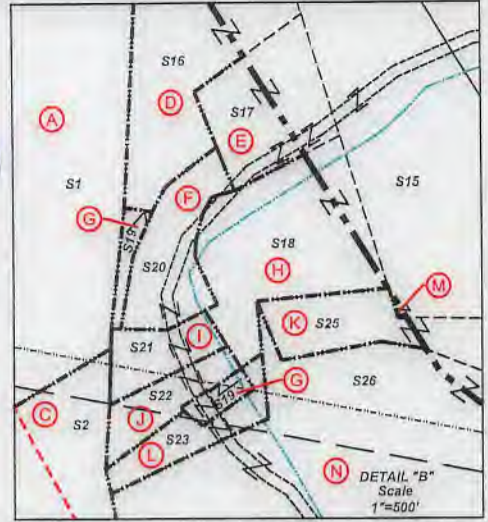 S16
A
D
S17
E
S1
S15
F
G
S19
S20
S18
H
M
K
S25
I
S21
G
S26
S22
S19
C
J
S2
S23
L
N
DETAIL "B"
Scale
1"=500'